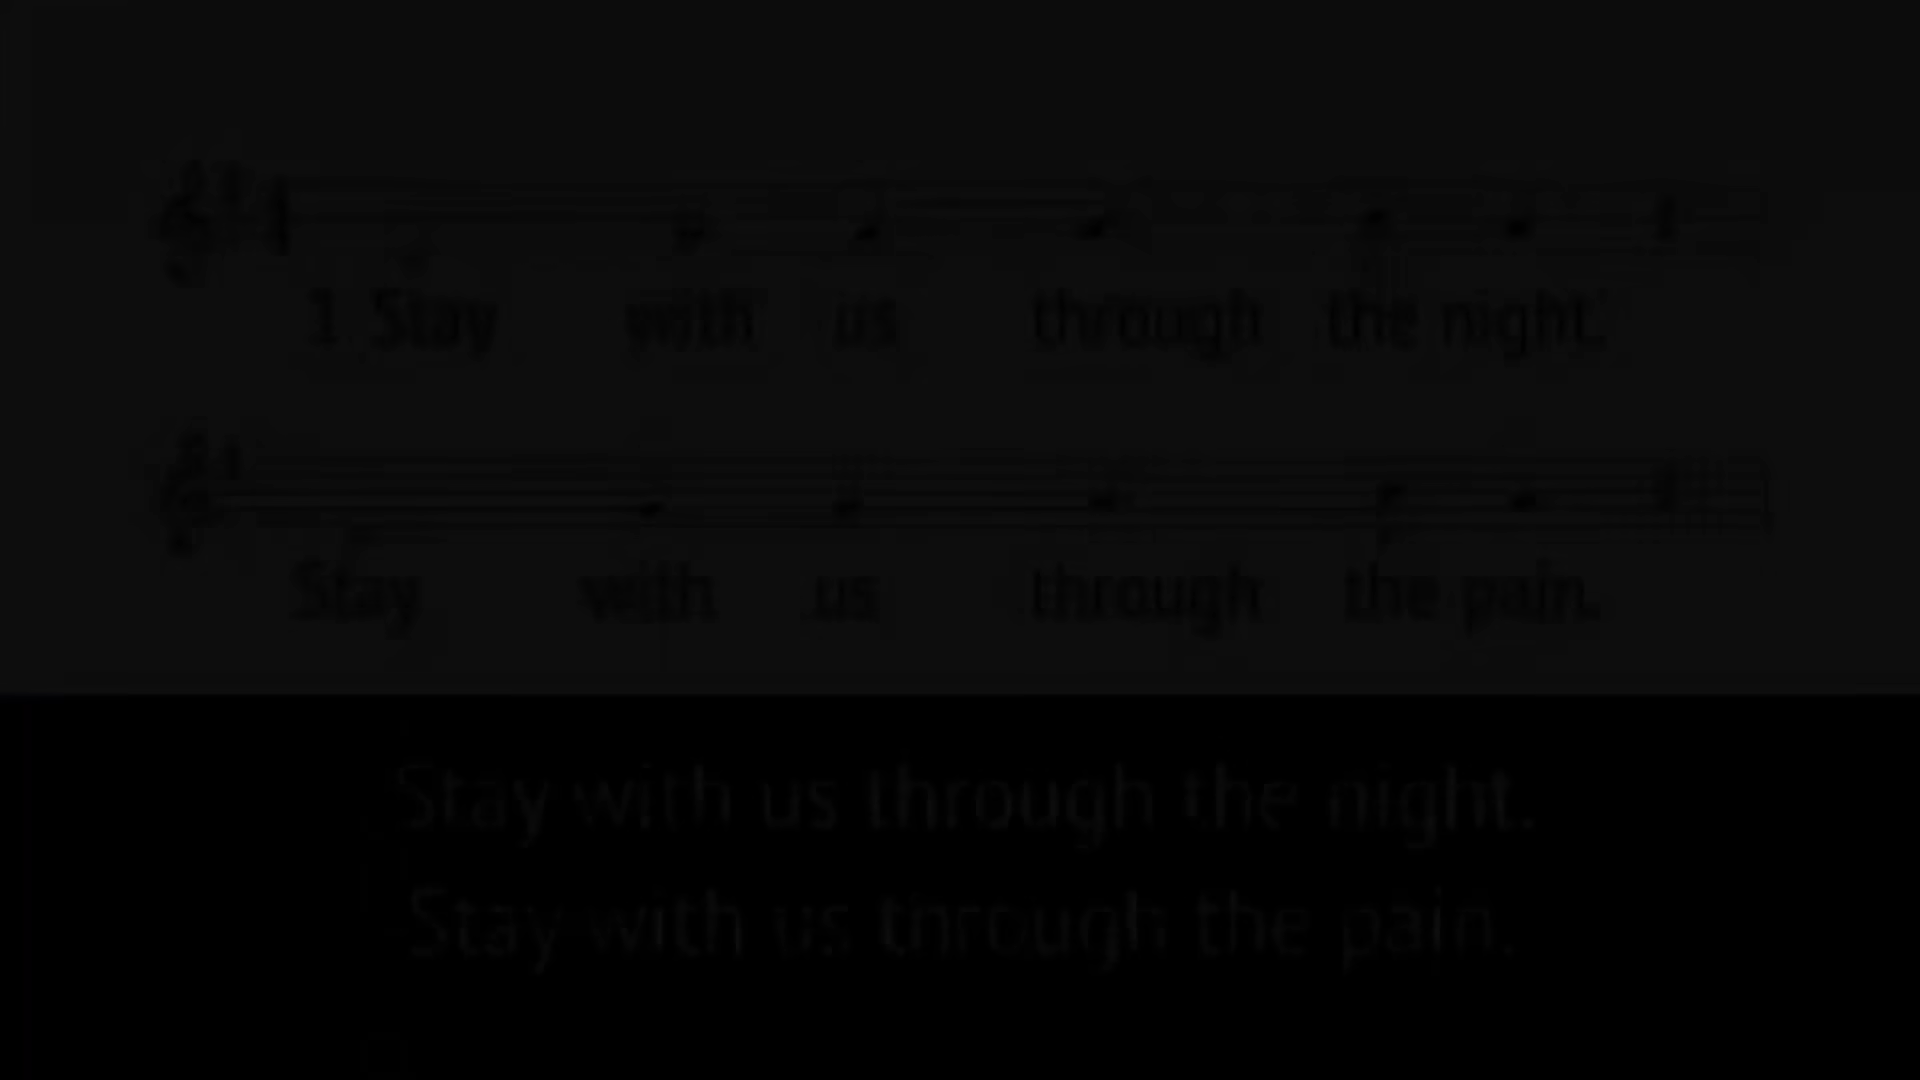 1 Stay with us through the night.
Stay with us through the pain.
Stay with us through the night.
Stay with us through the pain.